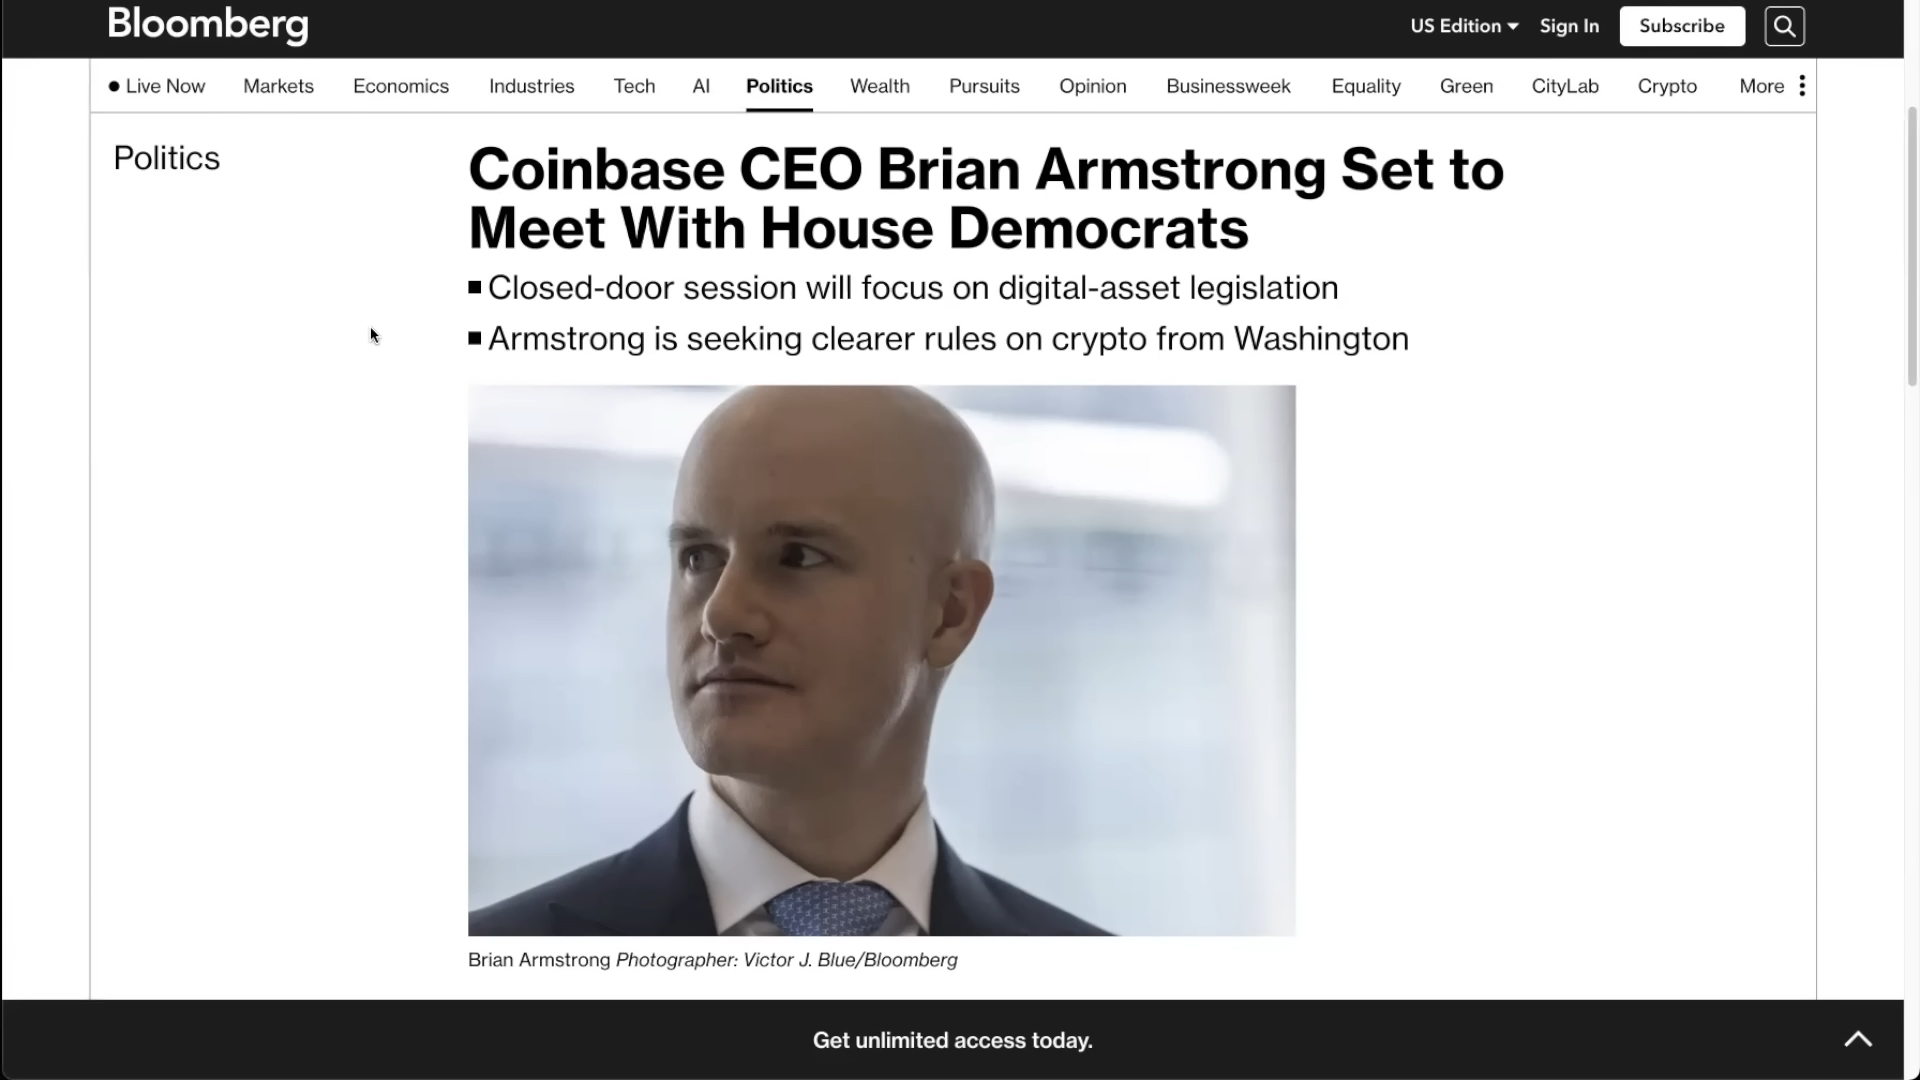 Bloomberg
US Edition Sign In Subscribe
Live Now Markets Economics Industries Tech AI Politics Wealth Pursuits Opinion Businessweek Equality Green CityLab Crypto More
Politics
Coinbase CEO Brian Armstrong Set to
Meet With House Democrats
Closed-door session will focus on digital-asset legislation
Armstrong is seeking clearer rules on crypto from Washington
Brian Armstrong Photographer: Victor J. Blue/Bloomberg
Get unlimited access today.